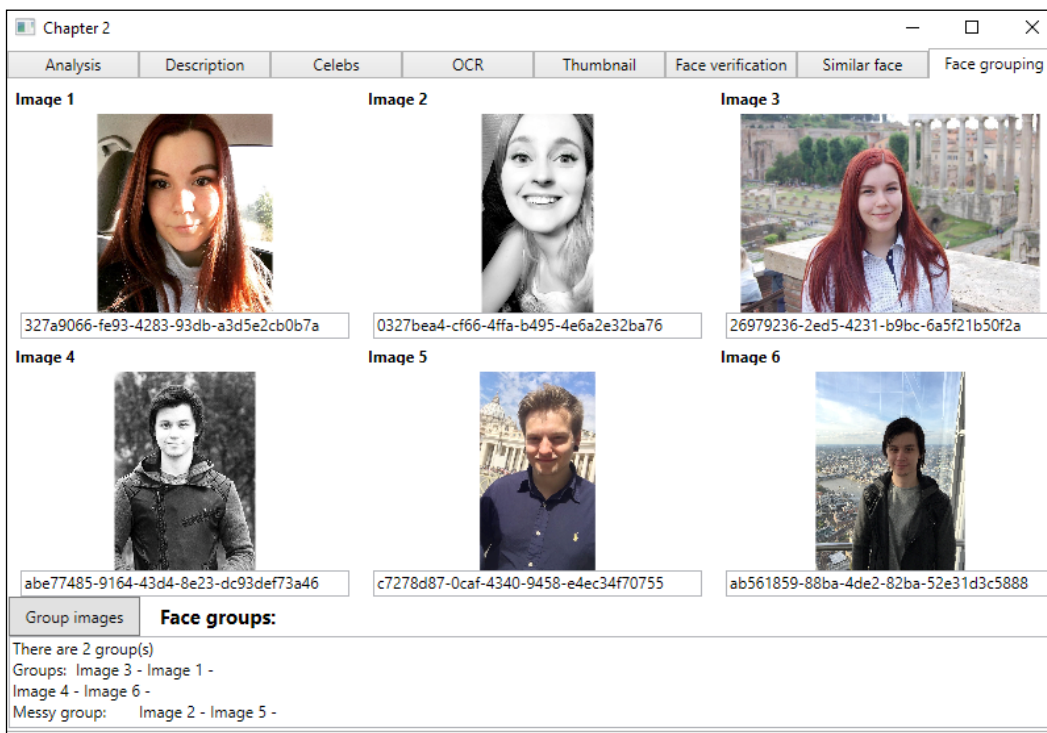 Chapter 2
Analysis Description Celebs OCR Thumbnail Face verification Similar face Face grouping
Image 1 Image 2 Image 3
327a9066-fe93-4283-93db-a3d5e2cb0b7a 0327bea4-cf66-4ffa-b495-4e6a2e32ba76 26979236-2ed5-4231-b9bc-6a5f21b50f2a
Image 4 Image 5 Image 6
abe77485-9164-43d4-8e23-dc93def73a46 c7278d87-0caf-4340-9458-e4ec34f70755 ab561859-88ba-4de2-82ba-52e31d3c5888
Group images Face groups:
There are 2 group(s)
Groups: Image 3 - Image 1 -
Image 4 - Image 6 -
Messy group: Image 2 - Image 5 -